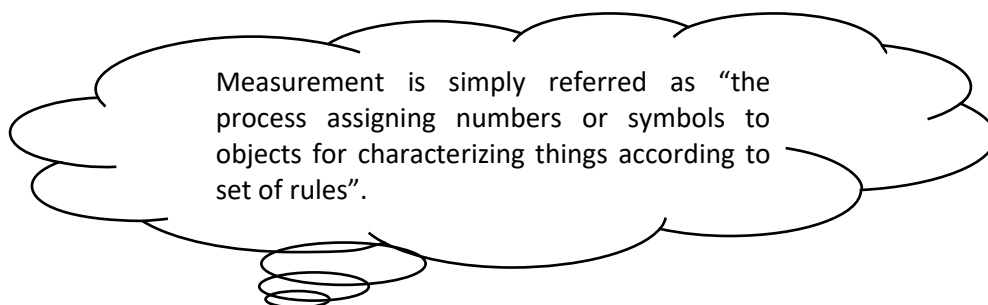 Measurement is simply referred as “the
process assigning numbers or symbols to
objects for characterizing things according to
set of rules”.